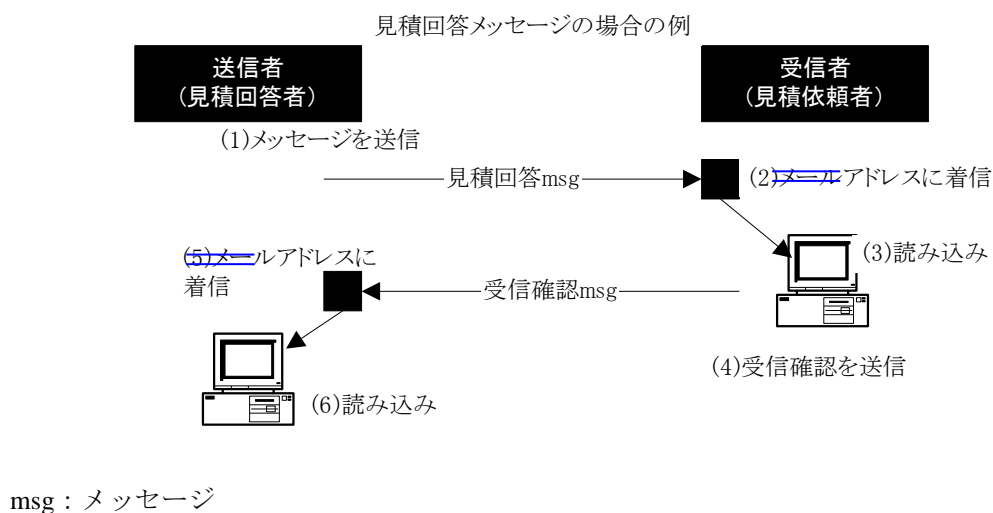 見積回答メッセージの場合の例
送信者
（見積回答者）
受信者
（見積依頼者）
(1)メッセージを送信
見積回答msg
(2)メールアドレスに着信
(3)読み込み
(5)メールアドレスに
着信
受信確認msg
(4)受信確認を送信
(6)読み込み
msg：メッセージ